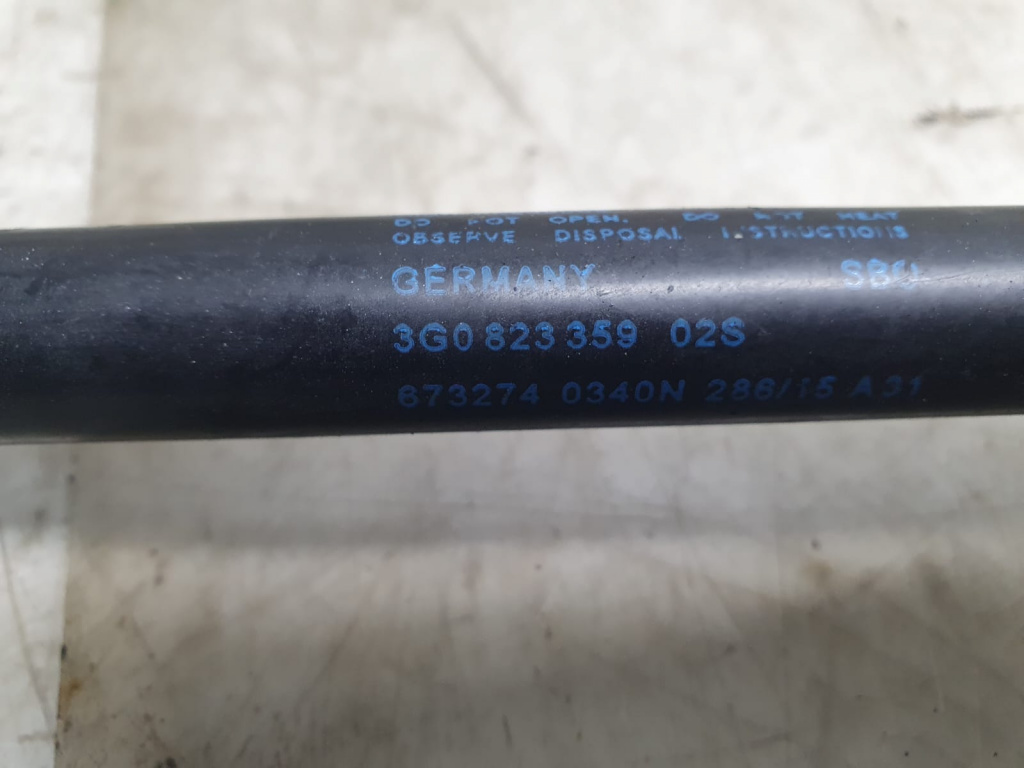 DO NOT OPEN. DO NOT HEAT
OBSERVE DISPOSAL INSTRUCTIONS
GERMANY
3G0 823 359 02S
673274 0340N 286/15 A31